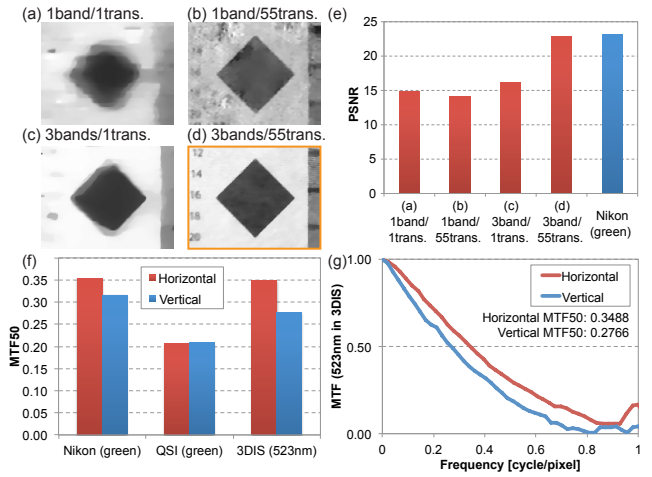 (a) 1band/1trans.
(b) 1band/55trans.
(c) 3bands/1trans.
(d) 3bands/55trans.
12
16
18
20
(e)
PSNR
25
20
15
10
5
0
(a) 1band/ 1trans.
(b) 1band/ 55trans.
(c) 3band/ 1trans.
(d) 3band/ 55trans.
Nikon (green)
(f)
MTF50
0.35
0.30
0.25
0.20
0.15
0.10
0.05
0.00
Horizontal
Vertical
Nikon (green)
QSI (green)
3DIS (523nm)
(g)
MTF (523nm in 3DIS)
1.00
0.50
0.00
Horizontal
Vertical
Horizontal MTF50: 0.3488
Vertical MTF50: 0.2766
0 0.2 0.4 0.6 0.8 1
Frequency [cycle/pixel]